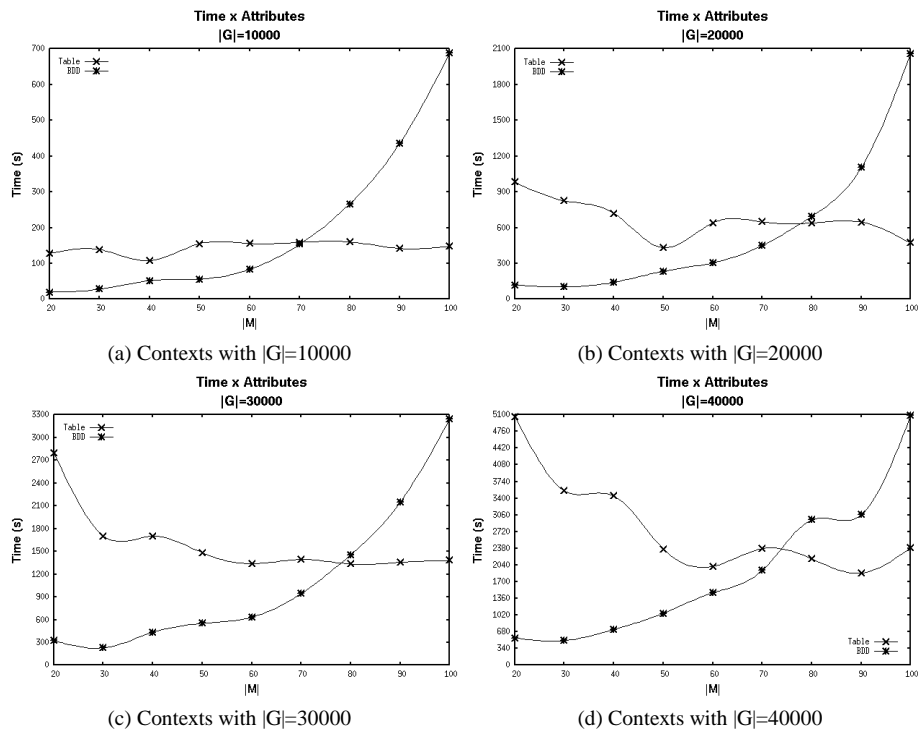 Time x Attributes
|G|=10000
Time (s)
700
600
500
400
300
200
100
0
Table
BDD
20 30 40 50 60 70 80 90 100
|M|
(a) Contexts with |G|=10000
Time x Attributes
|G|=20000
Time (s)
2100
1800
1500
1200
900
600
300
0
Table
BDD
20 30 40 50 60 70 80 90 100
|M|
(b) Contexts with |G|=20000
Time x Attributes
|G|=30000
Time (s)
3300
3000
2700
2400
2100
1800
1500
1200
900
600
300
0
Table
BDD
20 30 40 50 60 70 80 90 100
|M|
(c) Contexts with |G|=30000
Time x Attributes
|G|=40000
Time (s)
5100
4760
4420
4080
3740
3400
3060
2720
2380
2040
1700
1360
1020
680
340
0
Table
BDD
20 30 40 50 60 70 80 90 100
|M|
(d) Contexts with |G|=40000